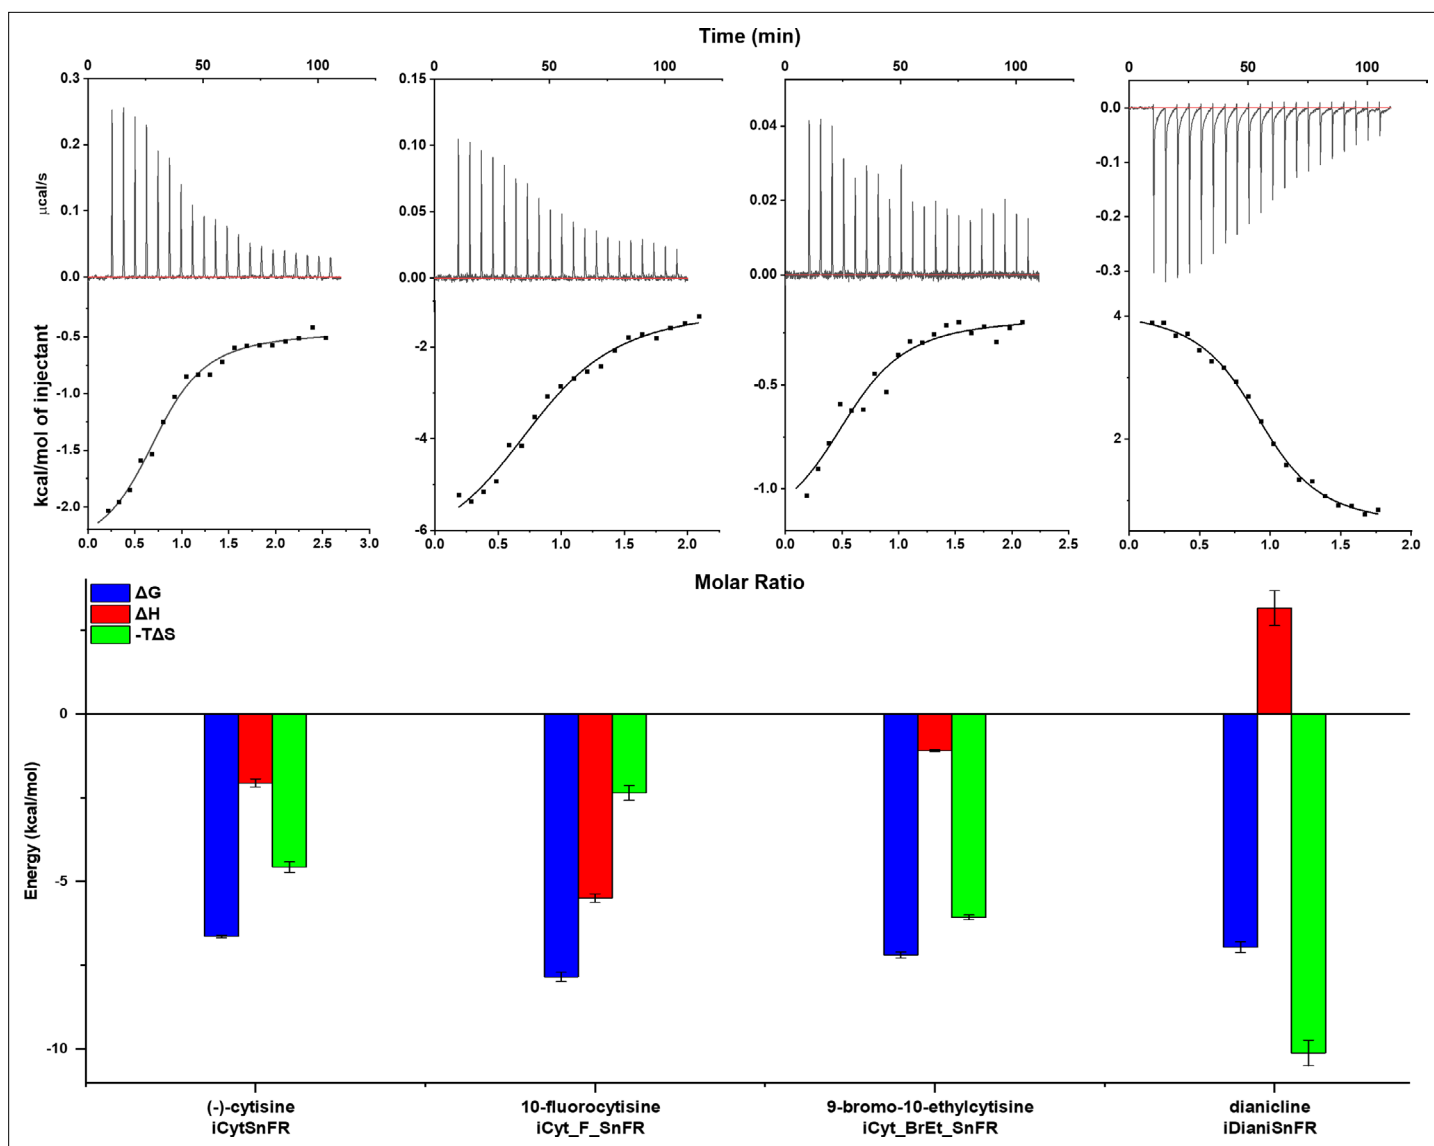 Time (min)
0 50 100 0 50 100 0 50 100 0 50 100
0.3 0.15 0.04 0.0
0.2 0.10 0.02 -0.1
0.1 0.05 0.00 -0.2
0.0 0.00 -0.3
μcal/s
-0.5 -2 -0.5 4
-1.0 -4 -1.0 2
-1.5 -6
-2.0
kcal/mol of injectant
0.0 0.5 1.0 1.5 2.0 2.5 3.0 0.0 0.5 1.0 1.5 2.0 0.0 0.5 1.0 1.5 2.0 2.5 0.0 0.5 1.0 1.5 2.0
Molar Ratio
ΔG
ΔH
-TΔS
0
-5
-10
Energy (kcal/mol)
(-)-cytisine 10-fluorocytisine 9-bromo-10-ethylcytisine dianicline
iCytSnFR iCyt_F_SnFR iCyt_BrEt_SnFR iDianiSnFR